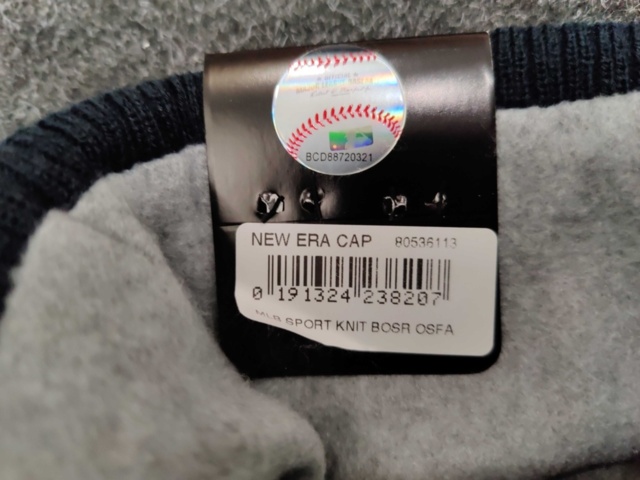 BCD88720321
NEW ERA CAP 80536113
0 191324 238207
MLB SPORT KNIT BOSR OSFA